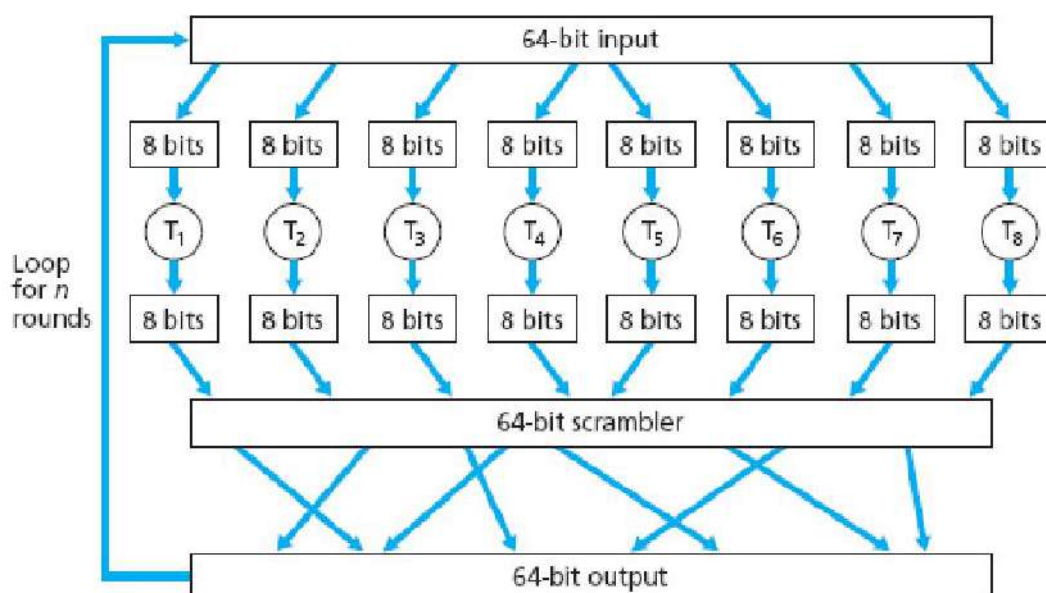 64-bit input
8 bits 8 bits 8 bits 8 bits 8 bits 8 bits 8 bits 8 bits
T1 T2 T3 T4 T5 T6 T7 T8
Loop
for n
rounds
8 bits 8 bits 8 bits 8 bits 8 bits 8 bits 8 bits 8 bits
64-bit scrambler
64-bit output